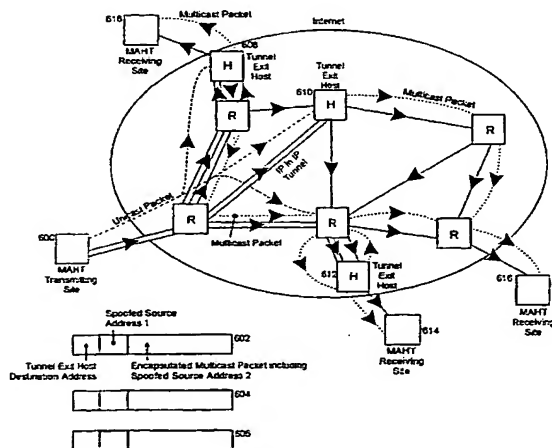 618
Multicast Packet
Internet
MAHT
Receiving
Site
608
Tunnel
Exit
Host
H
R
Tunnel
Exit
Host
610
H
Multicast Packet
R
IP in IP
Tunnel
Unicast Packet
R
Multicast Packet
R
R
600
MAHT
Transmitting
Site
612
H
Tunnel
Exit
Host
614
MAHT
Receiving
Site
616
MAHT
Receiving
Site
Spoofed Source
Address 1
602
Tunnel Exit Host
Destination Address
Encapsulated Multicast Packet including
Spoofed Source Address 2
604